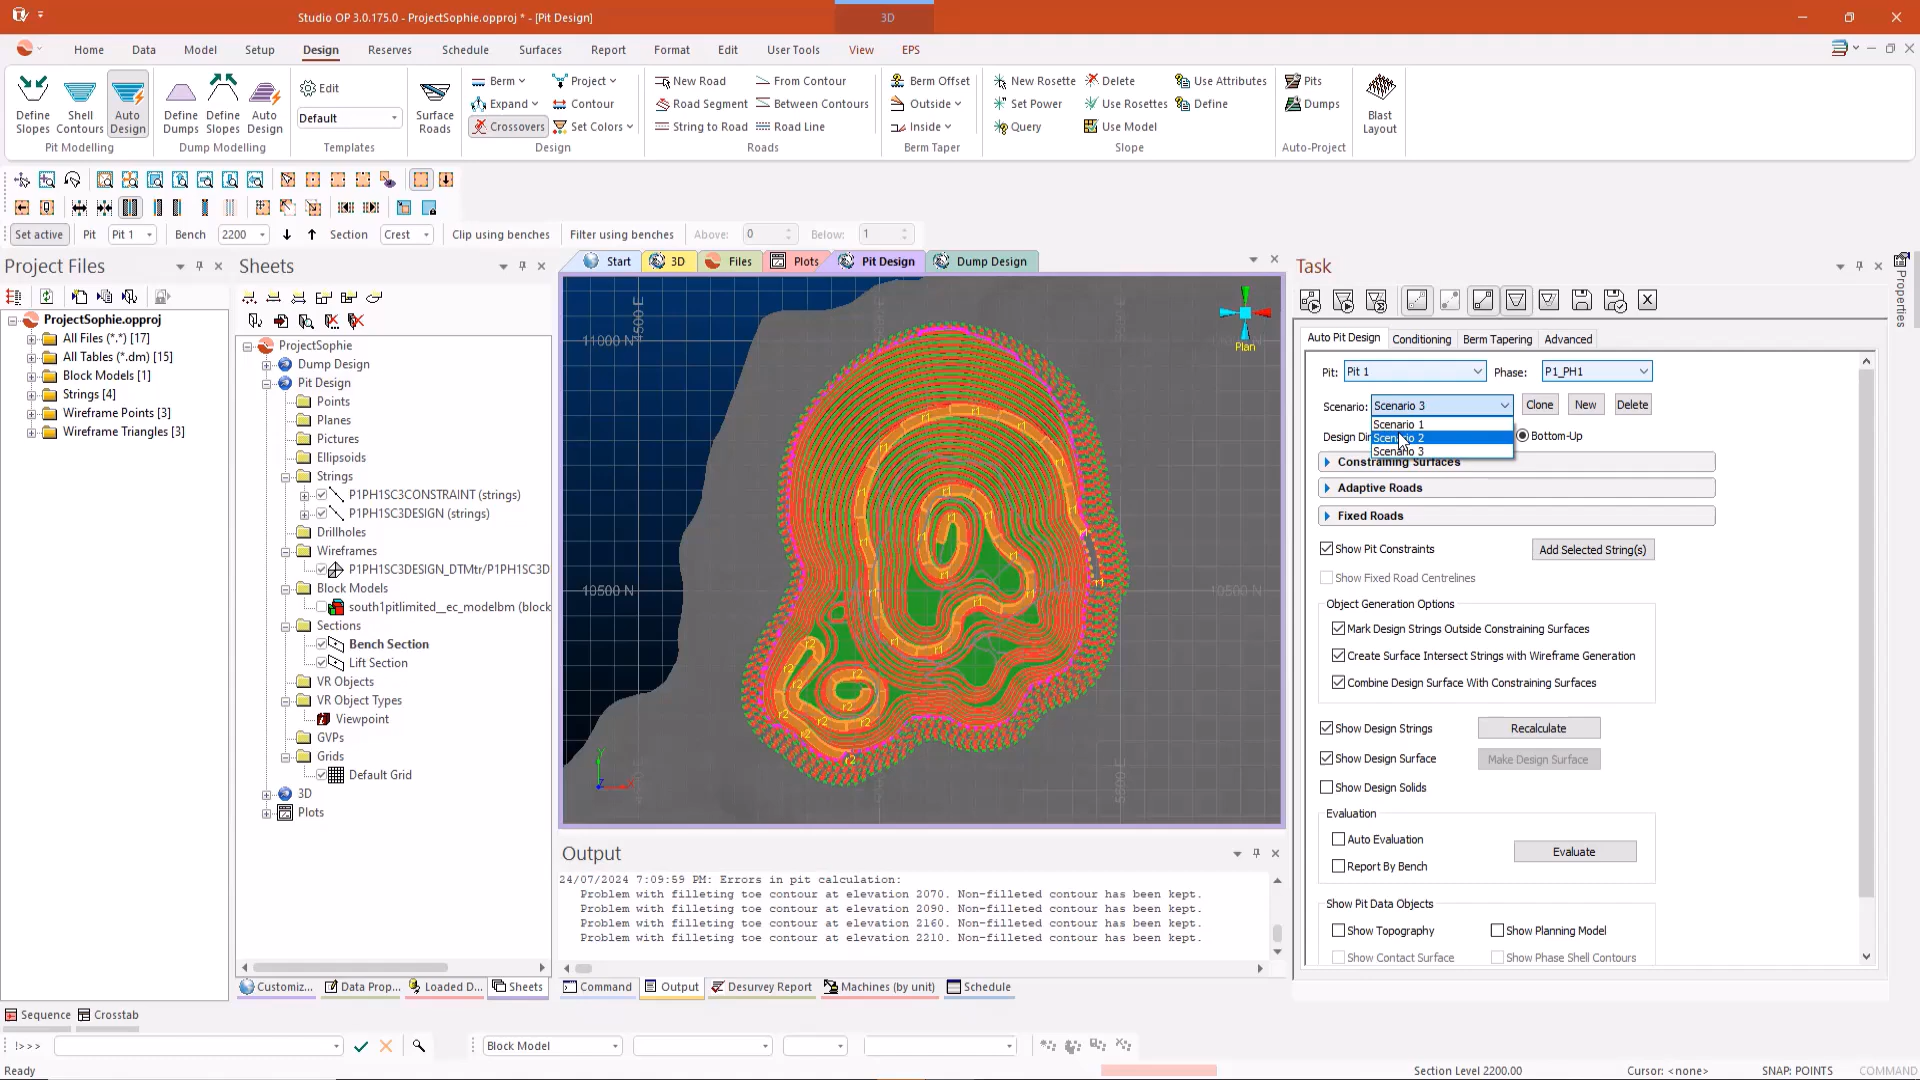 Studio OP 3.0.175.0 - ProjectSophie.opproj * - [Pit Design]
3D
Home Data Model Setup Design Reserves Schedule Surfaces Report Format Edit User Tools View EPS
Define Slopes
Shell Contours
Auto Design
Pit Modelling
Define Dumps
Define Slopes
Auto Design
Dump Modelling
Edit
Default
Templates
Surface Roads
Berm Project
Expand Contour
Crossovers Set Colors
Design
New Road From Contour
Road Segment Between Contours
String to Road Road Line
Roads
Berm Offset
Outside
Inside
Berm Taper
New Rosette Delete Use Attributes
Set Power Use Rosettes Define
Query Use Model
Slope
Pits
Dumps
Auto-Project
Blast Layout
Set active Pit Pit 1 Bench 2200 Section Crest Clip using benches Filter using benches Above: 0 Below: 1
Project Files
ProjectSophie.opproj
All Files (*.*) [17]
All Tables (*.dm) [15]
Block Models [1]
Strings [4]
Wireframe Points [3]
Wireframe Triangles [3]
Sheets
ProjectSophie
Dump Design
Pit Design
Points
Planes
Pictures
Ellipsoids
Strings
P1PH1SC3CONSTRAINT (strings)
P1PH1SC3DESIGN (strings)
Drillholes
Wireframes
P1PH1SC3DESIGN_DTMtr/P1PH1SC3D
Block Models
south1pitlimited__ec_modelbm (block
Sections
Bench Section
Lift Section
VR Objects
VR Object Types
Viewpoint
GVPs
Grids
Default Grid
3D
Plots
Customiz... Data Prop... Loaded D... Sheets
Start 3D Files Plots Pit Design Dump Design
11000 N
10500 N
10500 N
Plan
r1
r2
Output
24/07/2024 7:09:59 PM: Errors in pit calculation:
Problem with filleting toe contour at elevation 2070. Non-filleted contour has been kept.
Problem with filleting toe contour at elevation 2090. Non-filleted contour has been kept.
Problem with filleting toe contour at elevation 2160. Non-filleted contour has been kept.
Problem with filleting toe contour at elevation 2210. Non-filleted contour has been kept.
Command Output Desurvey Report Machines (by unit) Schedule
Task
Properties
Auto Pit Design Conditioning Berm Tapering Advanced
Pit: Pit 1 Phase: P1_PH1
Scenario: Scenario 3 Clone New Delete
Scenario 1
Scenario 2
Scenario 3
Design Dir Bottom-Up
Constraining Surfaces
Adaptive Roads
Fixed Roads
Show Pit Constraints Add Selected String(s)
Show Fixed Road Centrelines
Object Generation Options
Mark Design Strings Outside Constraining Surfaces
Create Surface Intersect Strings with Wireframe Generation
Combine Design Surface With Constraining Surfaces
Show Design Strings Recalculate
Show Design Surface Make Design Surface
Show Design Solids
Evaluation
Auto Evaluation
Report By Bench
Evaluate
Show Pit Data Objects
Show Topography Show Planning Model
Show Contact Surface Show Phase Shell Contours
Sequence Crosstab
!>>> Block Model
Ready Section Level 2200.00 Cursor: <none> SNAP: POINTS COMMAND